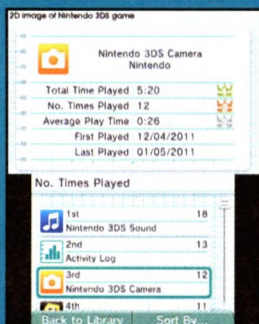 2D image of Nintendo 3DS game
Nintendo 3DS Camera
Nintendo
Total Time Played 5:20
No. Times Played 12
Average Play Time 0:26
First Played 12/04/2011
Last Played 01/05/2011
No. Times Played
1st 18
Nintendo 3DS Sound
2nd 13
Activity Log
3rd 12
Nintendo 3DS Camera
4th 11
Back to Library Sort By...